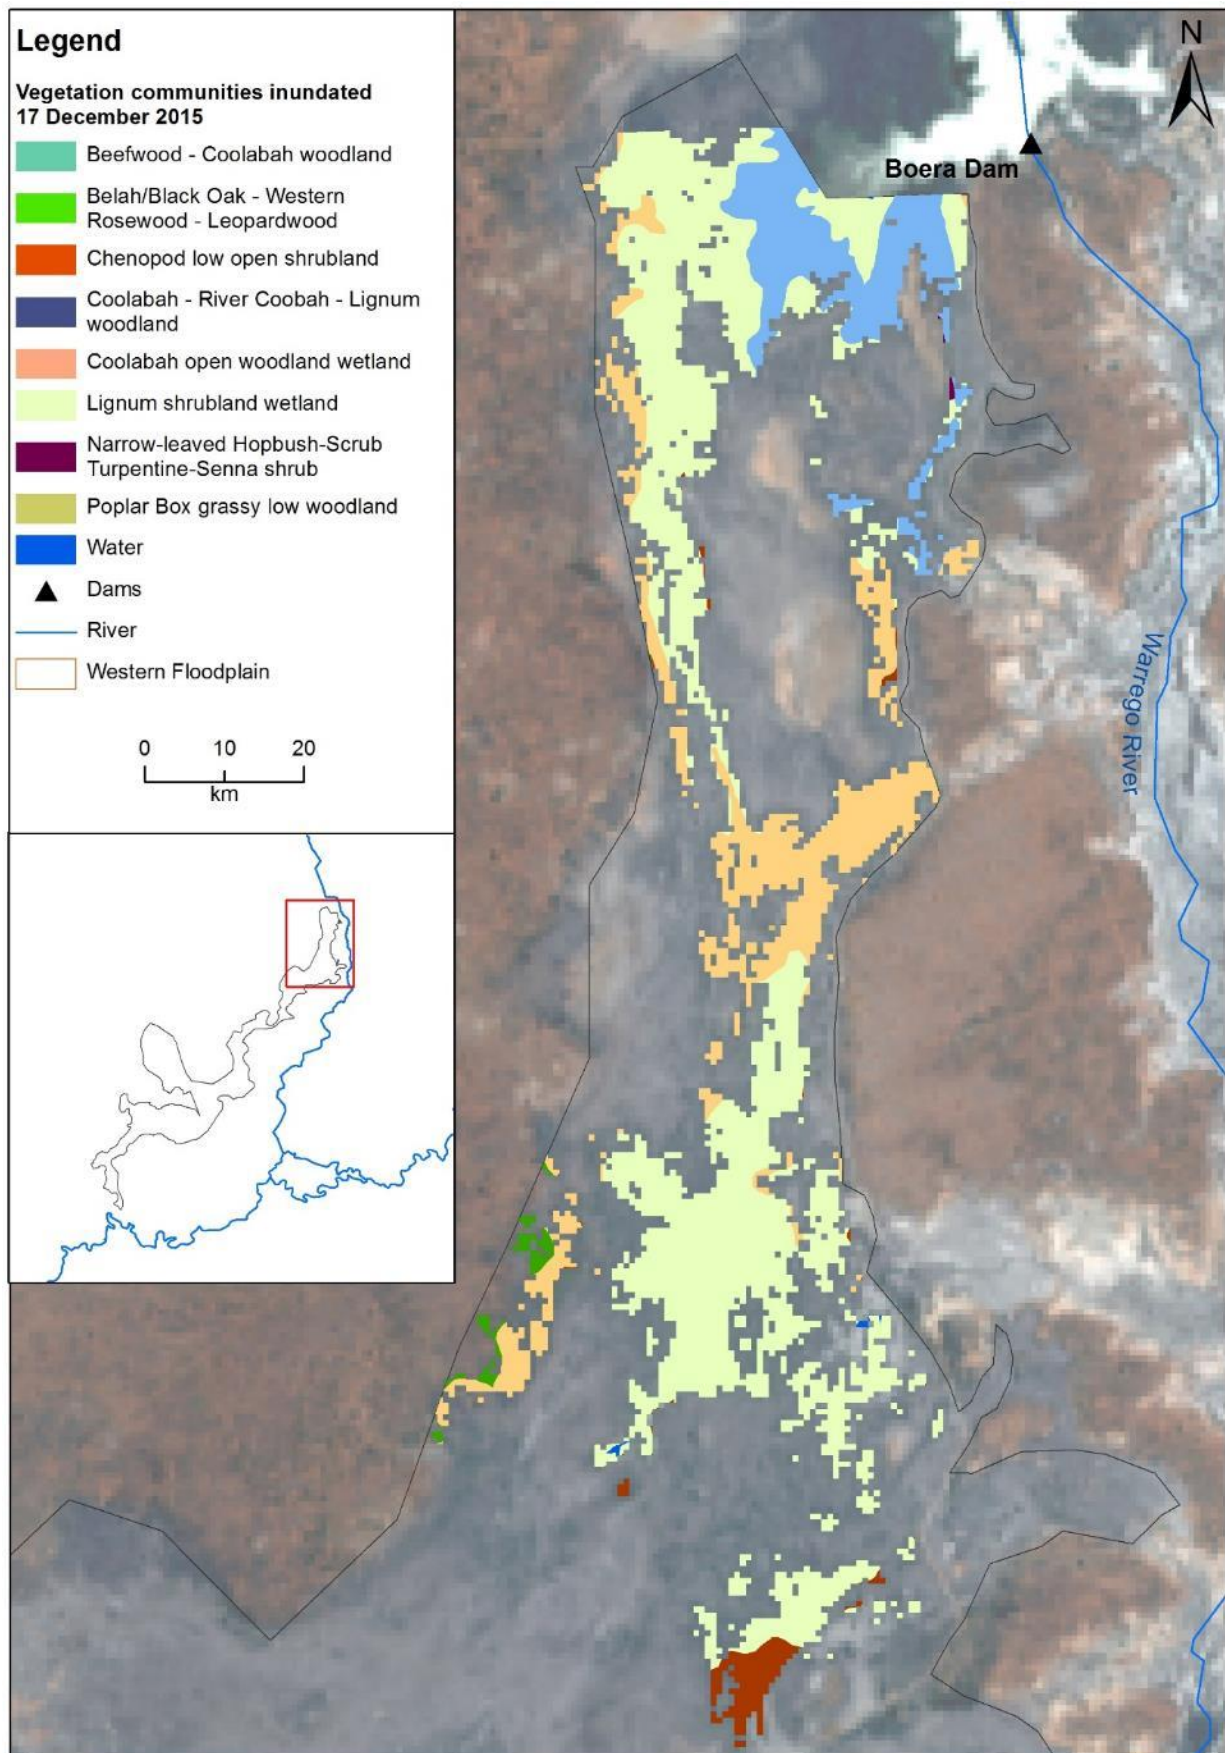 Legend
Vegetation communities inundated
17 December 2015
Beefwood - Coolabah woodland
Belah/Black Oak - Western
Rosewood - Leopardwood
Chenopod low open shrubland
Coolabah - River Coobah - Lignum
woodland
Coolabah open woodland wetland
Lignum shrubland wetland
Narrow-leaved Hopbush-Scrub
Turpentine-Senna shrub
Poplar Box grassy low woodland
Water
Dams
River
Western Floodplain
0 10 20
km
N
Boera Dam
Warrego River